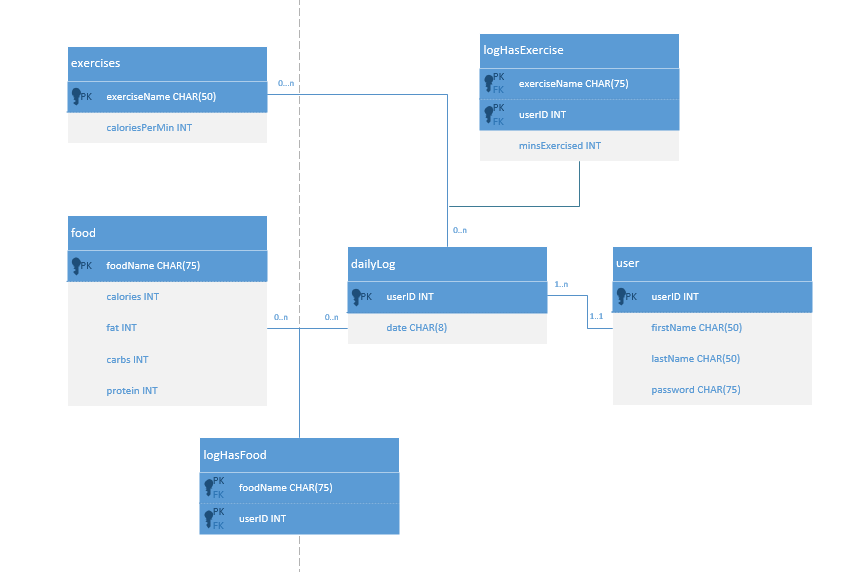 exercises
PK exerciseName CHAR(50)
caloriesPerMin INT
0...n
logHasExercise
PK
FK exerciseName CHAR(75)
PK
FK userID INT
minsExercised INT
food
PK foodName CHAR(75)
calories INT
fat INT
carbs INT
protein INT
0..n
0..n
0..n
dailyLog
PK userID INT
date CHAR(8)
1..n
1..1
user
PK userID INT
firstName CHAR(50)
lastName CHAR(50)
password CHAR(75)
logHasFood
PK
FK foodName CHAR(75)
PK
FK userID INT